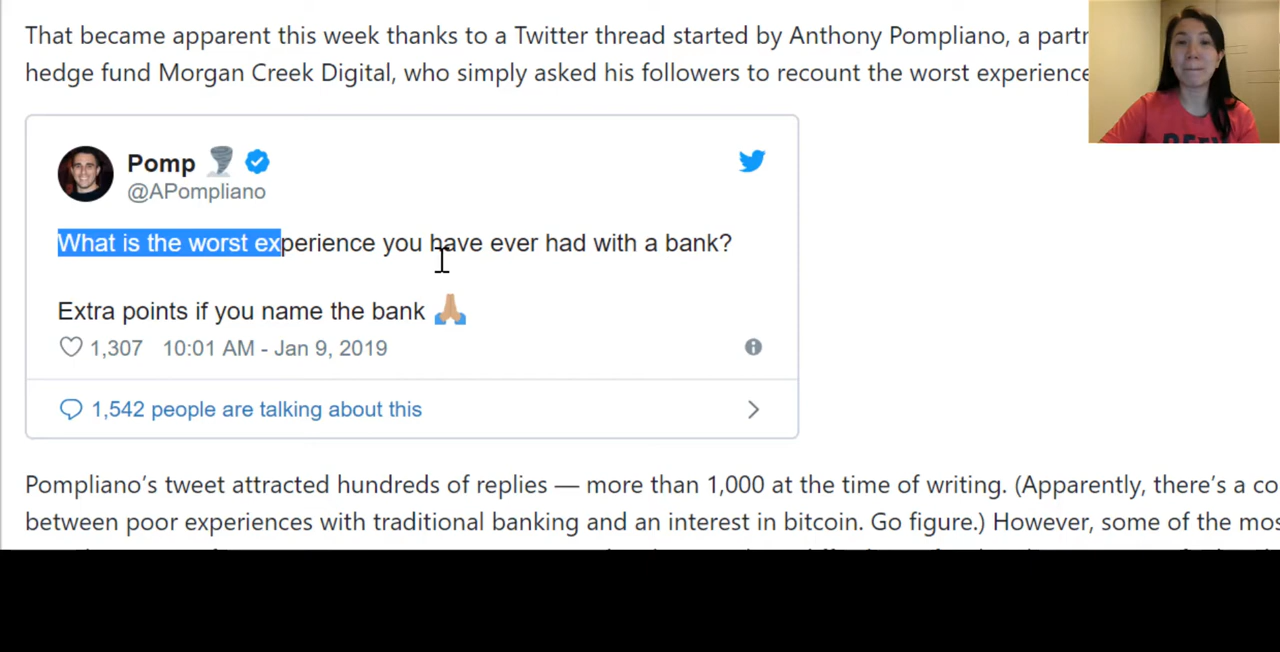 That became apparent this week thanks to a Twitter thread started by Anthony Pompliano, a
hedge fund Morgan Creek Digital, who simply asked his followers to recount the worst experience
Pomp
@APompliano
What is the worst experience you have ever had with a bank?
Extra points if you name the bank
1,307 10:01 AM - Jan 9, 2019
1,542 people are talking about this
Pompliano’s tweet attracted hundreds of replies — more than 1,000 at the time of writing. (Apparently, there’s a
between poor experiences with traditional banking and an interest in bitcoin. Go figure.) However, some of the